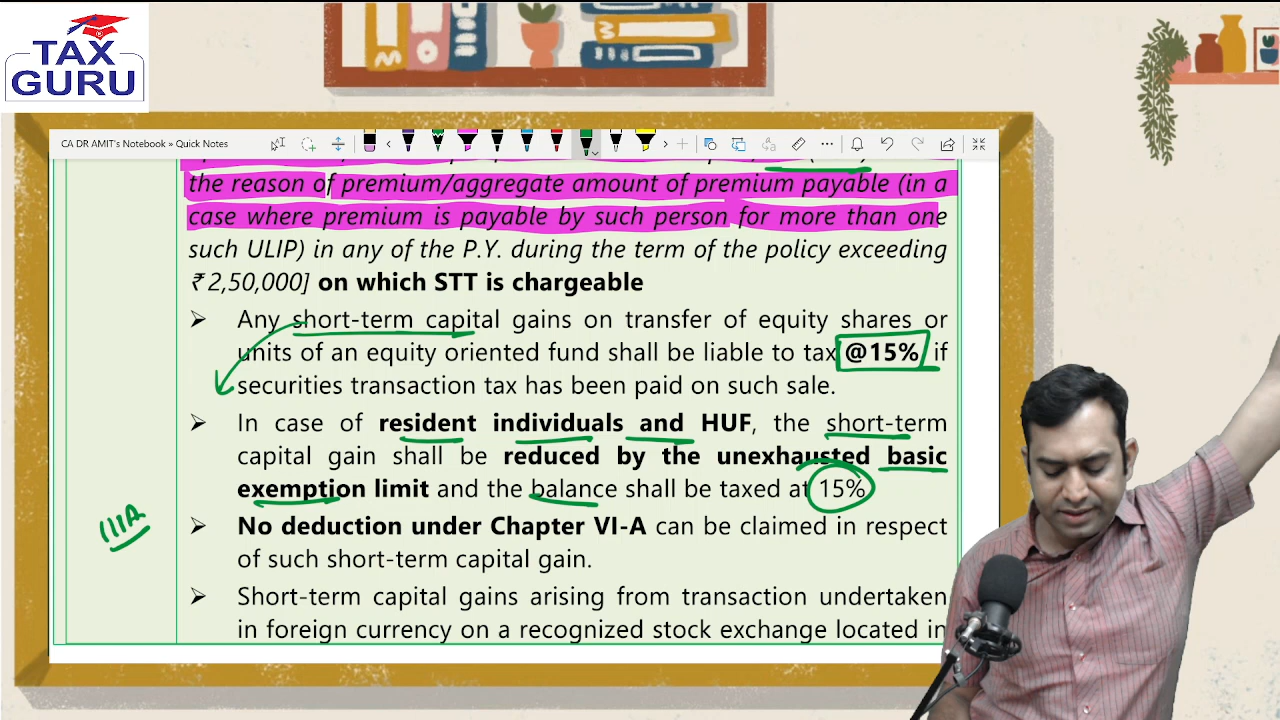 TAX
GURU
CA DR AMIT's Notebook » Quick Notes
the reason of premium/aggregate amount of premium payable (in a
case where premium is payable by such person for more than one
such ULIP) in any of the P.Y. during the term of the policy exceeding
₹2,50,000] on which STT is chargeable
➢ Any short-term capital gains on transfer of equity shares or
units of an equity oriented fund shall be liable to tax @15% if
securities transaction tax has been paid on such sale.
➢ In case of resident individuals and HUF, the short-term
capital gain shall be reduced by the unexhausted basic
exemption limit and the balance shall be taxed at 15%
111A
➢ No deduction under Chapter VI-A can be claimed in respect
of such short-term capital gain.
➢ Short-term capital gains arising from transaction undertaken
in foreign currency on a recognized stock exchange located in